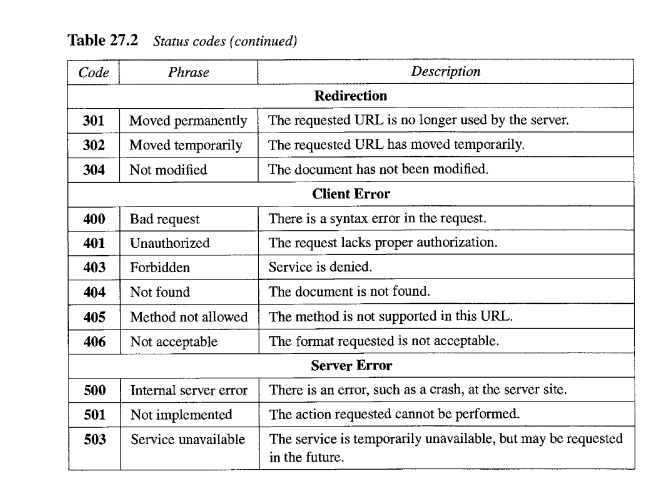 Table 27.2 Status codes (continued)
Code Phrase Description
Redirection
301 Moved permanently The requested URL is no longer used by the server.
302 Moved temporarily The requested URL has moved temporarily.
304 Not modified The document has not been modified.
Client Error
400 Bad request There is a syntax error in the request.
401 Unauthorized The request lacks proper authorization.
403 Forbidden Service is denied.
404 Not found The document is not found.
405 Method not allowed The method is not supported in this URL.
406 Not acceptable The format requested is not acceptable.
Server Error
500 Internal server error There is an error, such as a crash, at the server site.
501 Not implemented The action requested cannot be performed.
503 Service unavailable The service is temporarily unavailable, but may be requested
in the future.